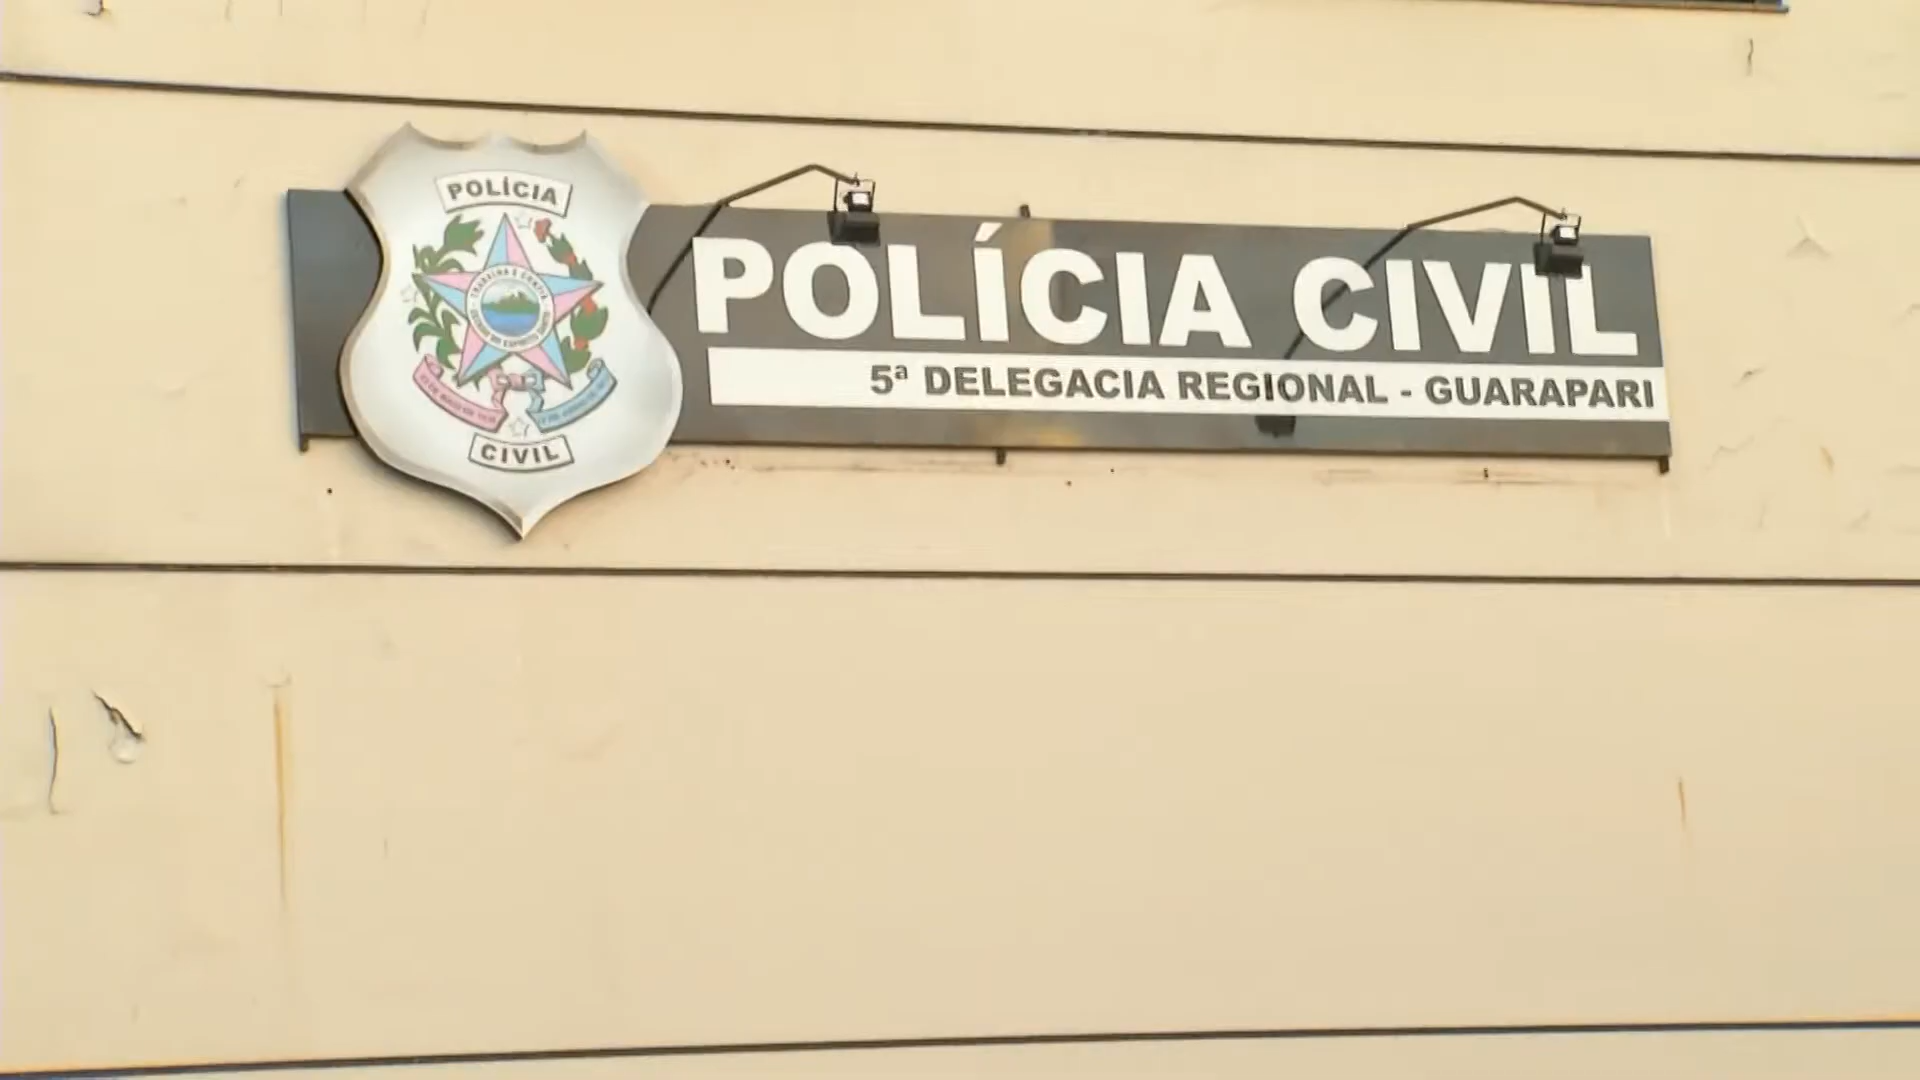 POLÍCIA
CIVIL
POLÍCIA CIVIL
5ª DELEGACIA REGIONAL - GUARAPARI